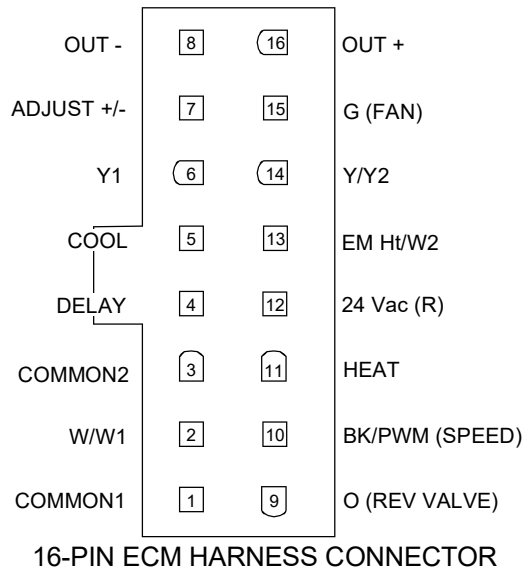 OUT - 8 16 OUT +
ADJUST +/- 7 15 G (FAN)
Y1 6 14 Y/Y2
COOL 5 13 EM Ht/W2
DELAY 4 12 24 Vac (R)
COMMON2 3 11 HEAT
W/W1 2 10 BK/PWM (SPEED)
COMMON1 1 9 O (REV VALVE)
16-PIN ECM HARNESS CONNECTOR